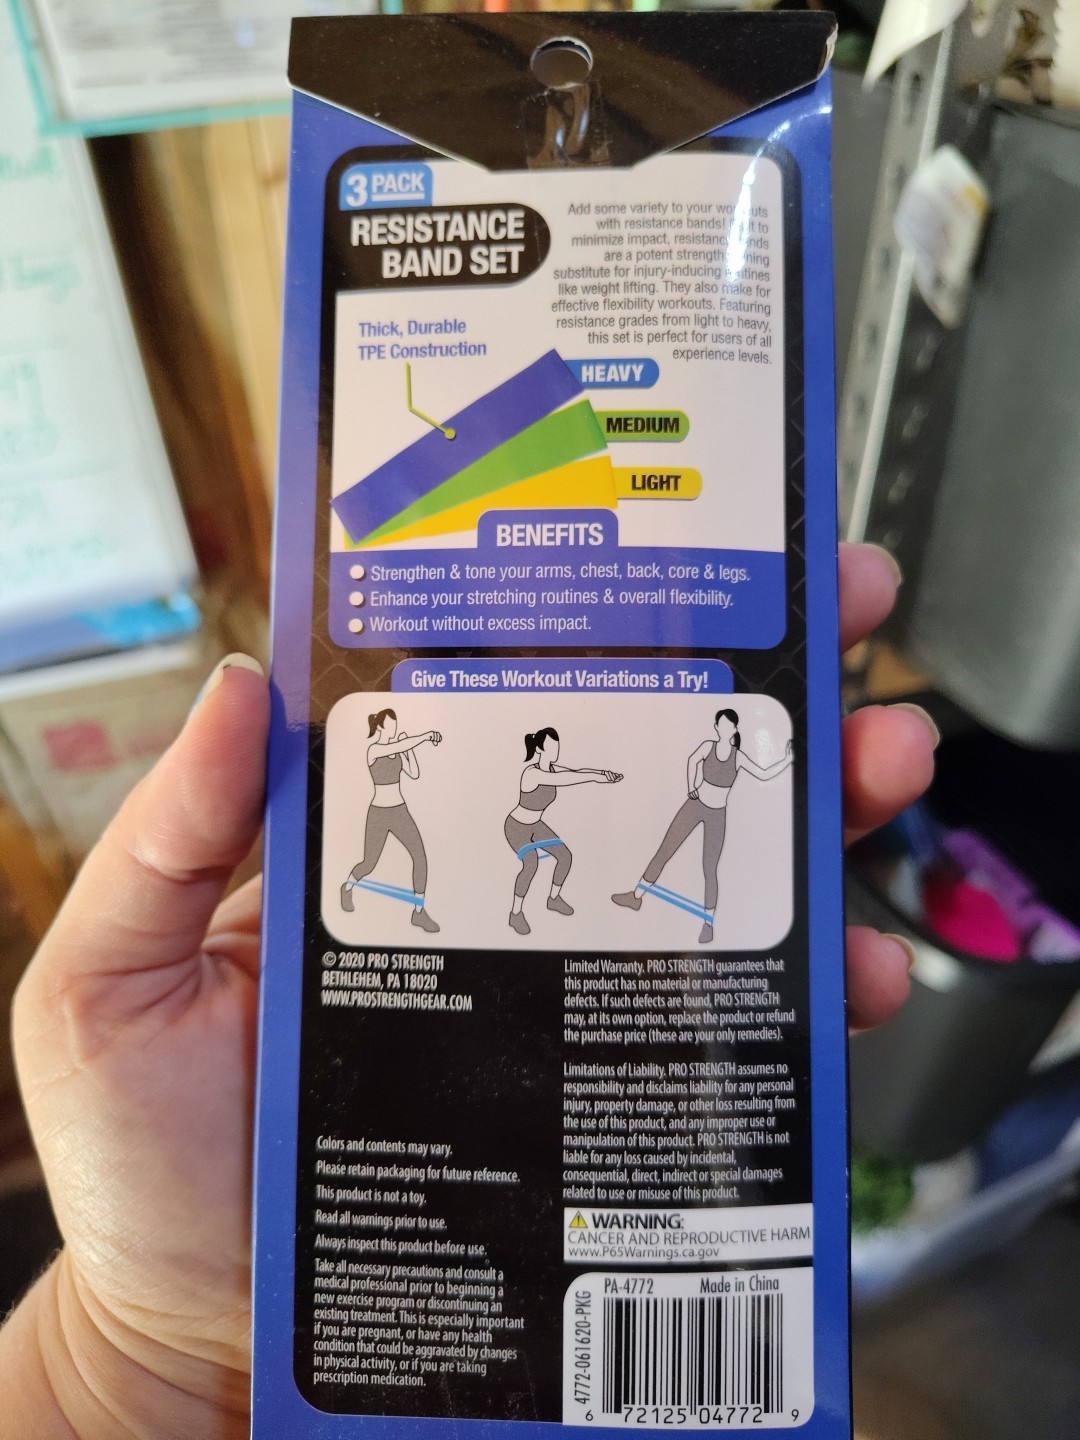 3 PACK
RESISTANCE
BAND SET
Add some variety to your
with resistance bands! to
minimize impact,
are a potent
substitute for injury-inducing
like weight lifting. They also make for
effective flexibility workouts. Featuring
resistance grades from light to heavy,
this set is perfect for users of all
experience levels.
Thick, Durable
TPE Construction
HEAVY
MEDIUM
LIGHT
BENEFITS
Strengthen & tone your arms, chest, back, core & legs.
Enhance your stretching routines & overall flexibility.
Workout without excess impact.
Give These Workout Variations a Try!
© 2020 PRO STRENGTH
BETHLEHEM, PA 18020
WWW.PROSTRENGTHGEAR.COM
Colors and contents may vary.
Please retain packaging for future reference.
This product is not a toy.
Read all warnings prior to use.
Always inspect this product before use.
Take all necessary precautions and consult a
medical professional prior to beginning a
new exercise program or discontinuing an
existing treatment. This is especially important
if you are pregnant, or have any health
condition that could be aggravated by changes
in physical activity, or if you are taking
prescription medication.
Limited Warranty. PRO STRENGTH guarantees that
this product has no material or manufacturing
defects. If such defects are found, PRO STRENGTH
may, at its own option, replace the product or refund
the purchase price (these are your only remedies).
Limitations of Liability. PRO STRENGTH assumes no
responsibility and disclaims liability for any personal
injury, property damage, or other loss resulting from
the use of this product, and any improper use or
manipulation of this product. PRO STRENGTH is not
liable for any loss caused by incidental,
consequential, direct, indirect or special damages
related to use or misuse of this product.
WARNING:
CANCER AND REPRODUCTIVE HARM
www.P65Warnings.ca.gov
PA-4772 Made in China
4772-061620-PKG
6 72125 04772 9